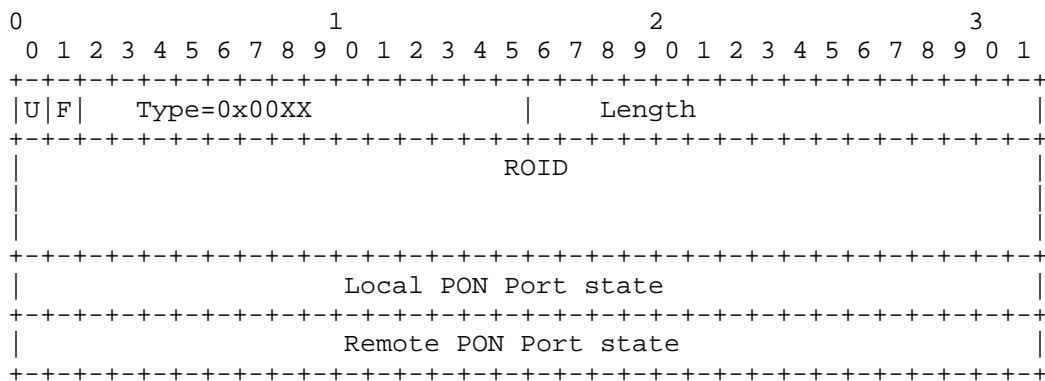 0                   1                   2                   3
 0 1 2 3 4 5 6 7 8 9 0 1 2 3 4 5 6 7 8 9 0 1 2 3 4 5 6 7 8 9 0 1
+-+-+-+-+-+-+-+-+-+-+-+-+-+-+-+-+-+-+-+-+-+-+-+-+-+-+-+-+-+-+-+-+
|U|F|   Type=0x00XX             |    Length                     |
+-+-+-+-+-+-+-+-+-+-+-+-+-+-+-+-+-+-+-+-+-+-+-+-+-+-+-+-+-+-+-+-+
|                              ROID                             |
|                                                               |
|                                                               |
+-+-+-+-+-+-+-+-+-+-+-+-+-+-+-+-+-+-+-+-+-+-+-+-+-+-+-+-+-+-+-+-+
|                    Local PON Port state                       |
+-+-+-+-+-+-+-+-+-+-+-+-+-+-+-+-+-+-+-+-+-+-+-+-+-+-+-+-+-+-+-+-+
|                    Remote PON Port state                      |
+-+-+-+-+-+-+-+-+-+-+-+-+-+-+-+-+-+-+-+-+-+-+-+-+-+-+-+-+-+-+-+-+